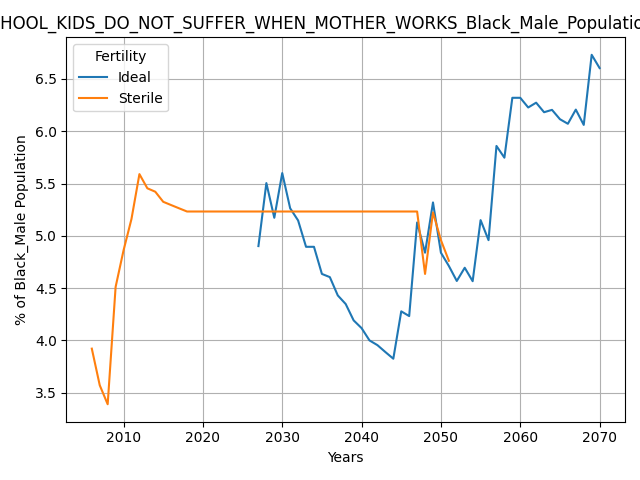 HOOL_KIDS_DO_NOT_SUFFER_WHEN_MOTHER_WORKS_Black_Male_Populatio
Fertility
Ideal
Sterile
% of Black_Male Population
6.5
6.0
5.5
5.0
4.5
4.0
3.5
2010 2020 2030 2040 2050 2060 2070
Years